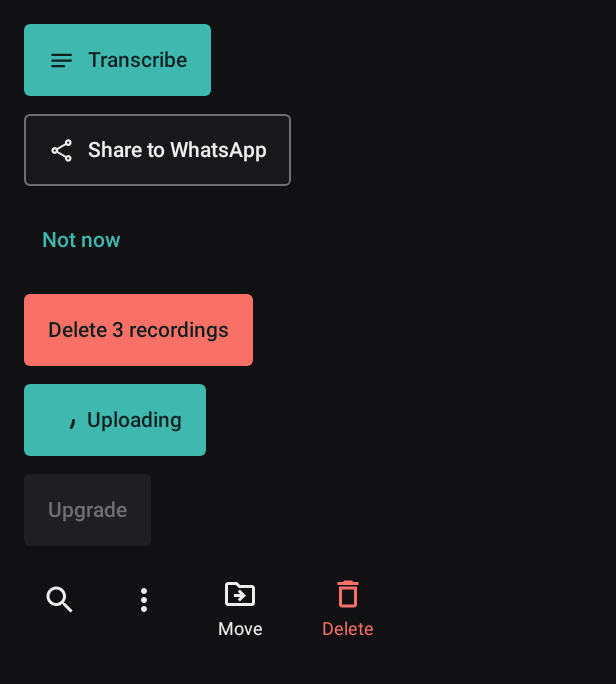 Transcribe
Share to WhatsApp
Not now
Delete 3 recordings
Uploading
Upgrade
Move Delete